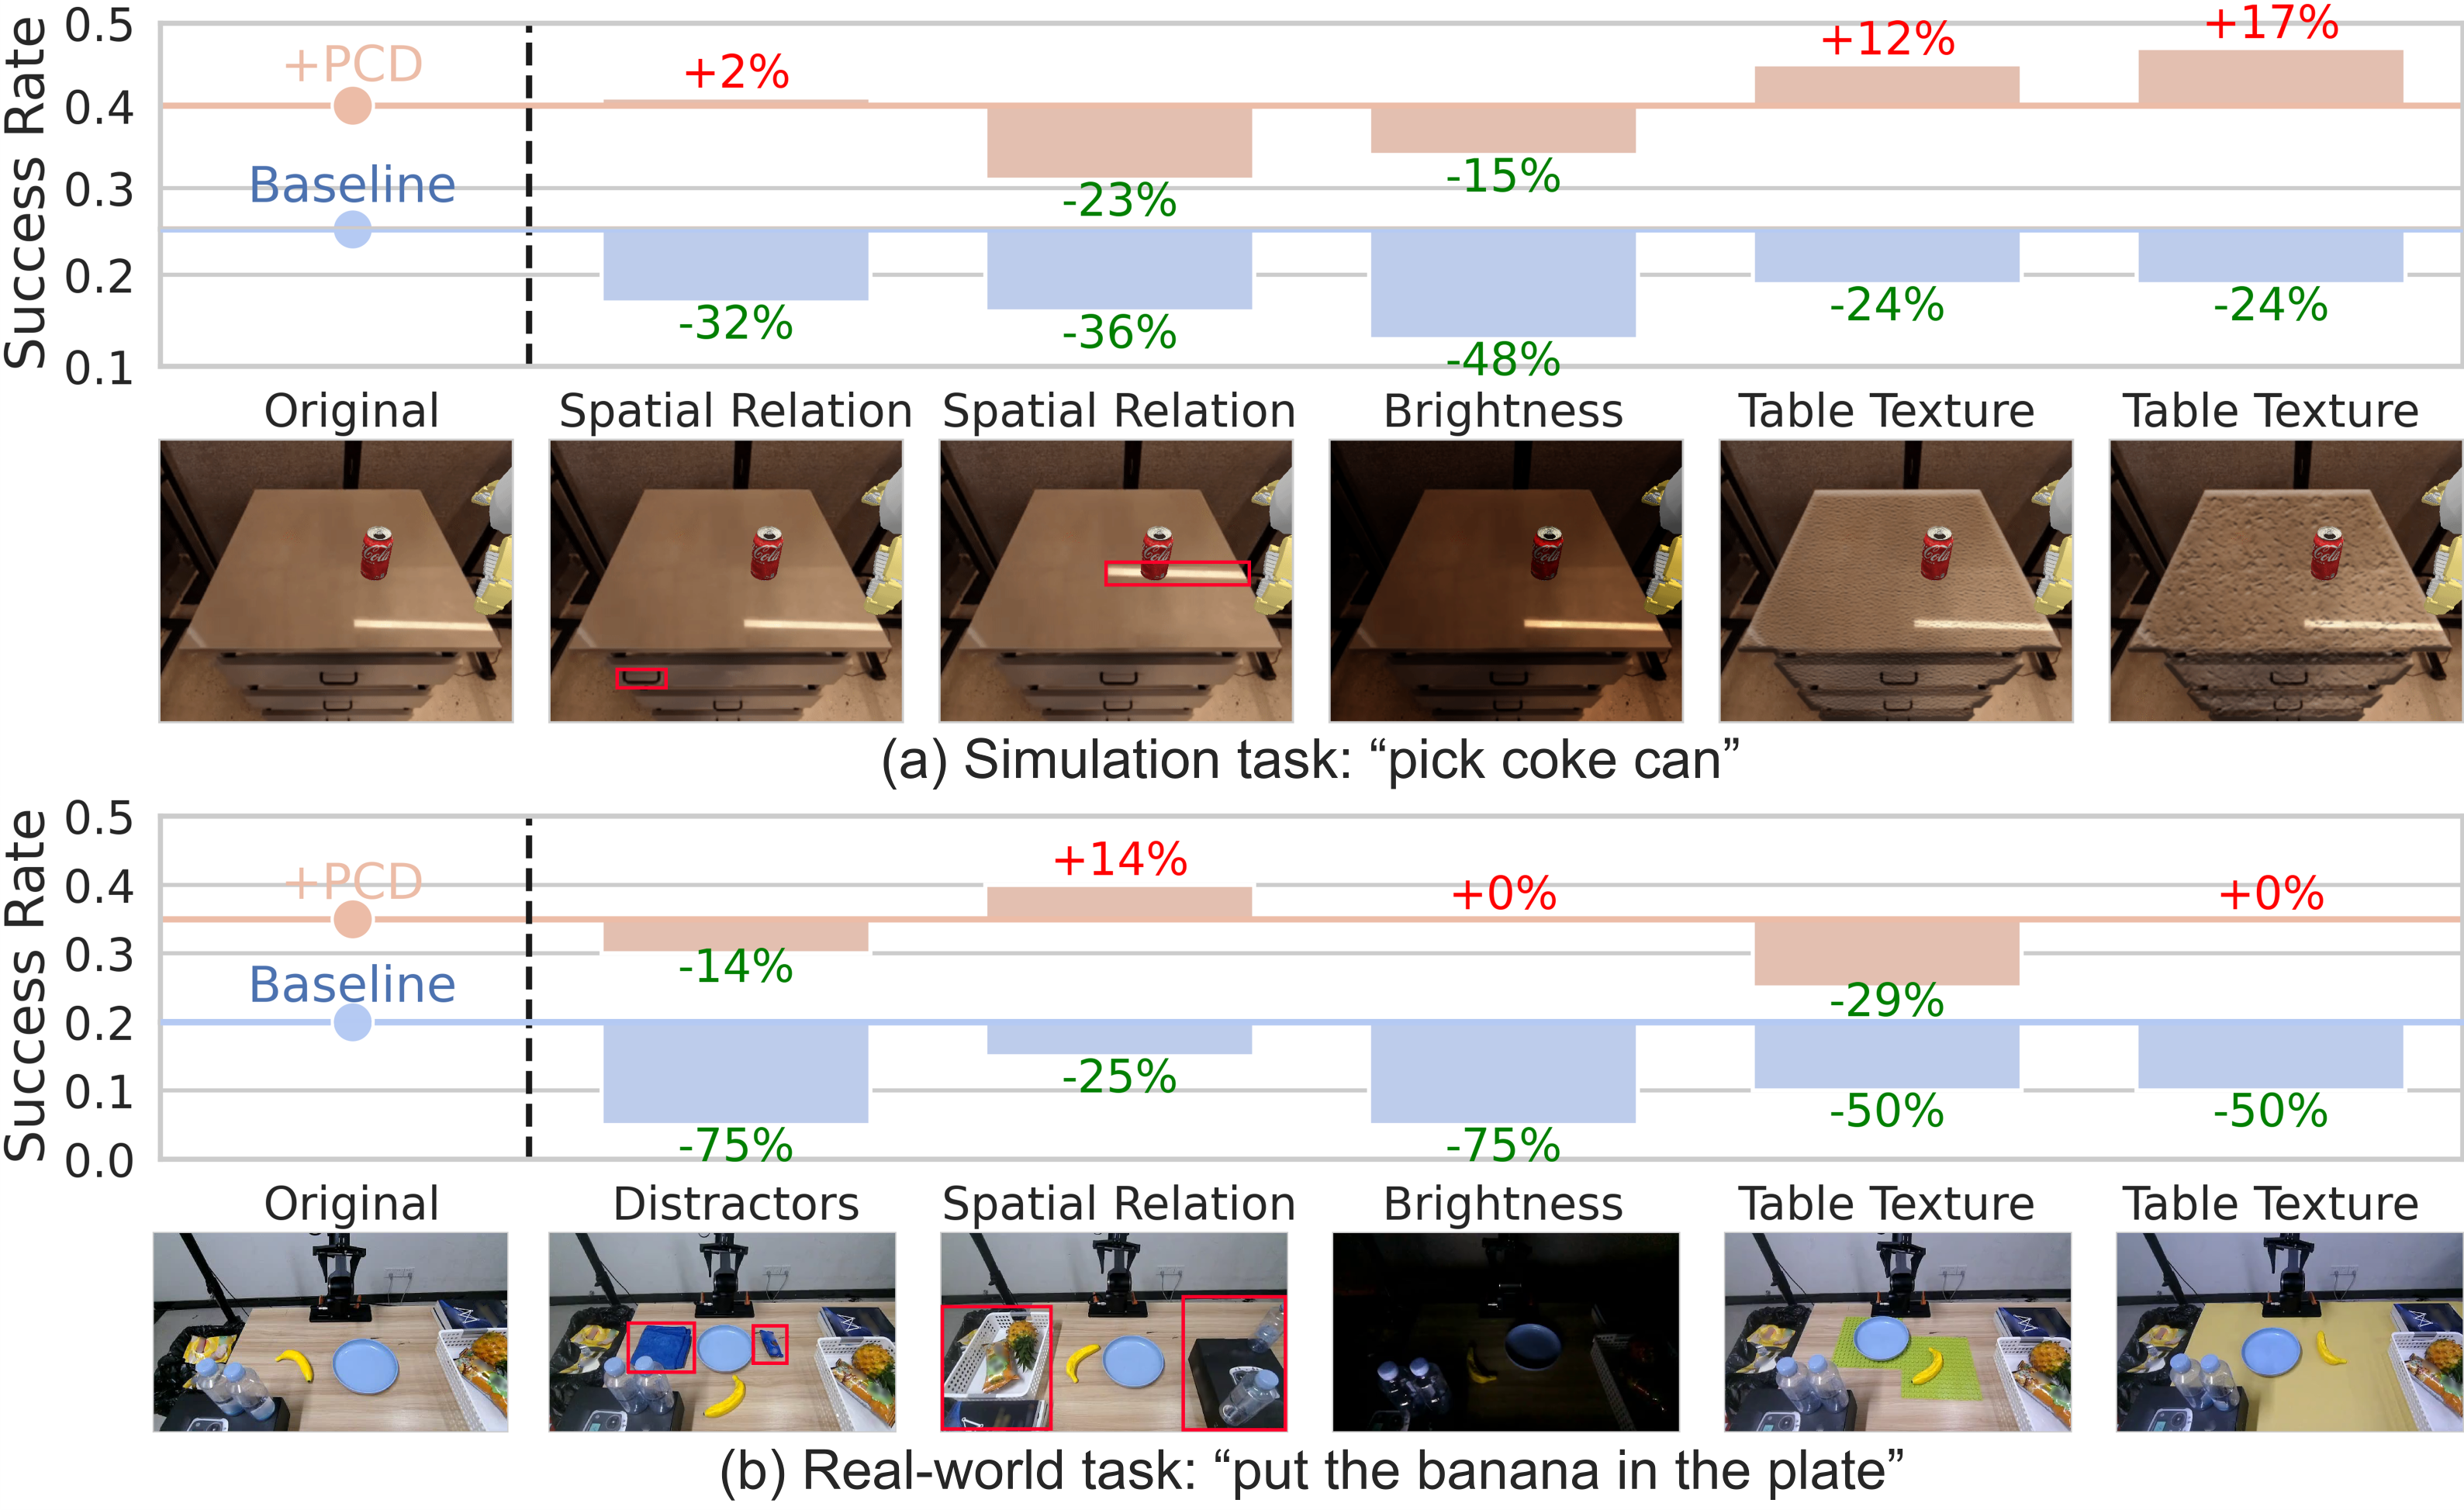 Success Rate
0.5
0.4
0.3
0.2
0.1
+PCD
Baseline
+2%
-23%
-15%
+12%
+17%
-32%
-36%
-48%
-24%
-24%
Original
Spatial Relation
Spatial Relation
Brightness
Table Texture
Table Texture
(a) Simulation task: “pick coke can”
Success Rate
0.5
0.4
0.3
0.2
0.1
0.0
+PCD
Baseline
-14%
+14%
+0%
-29%
+0%
-75%
-25%
-75%
-50%
-50%
Original
Distractors
Spatial Relation
Brightness
Table Texture
Table Texture
(b) Real-world task: “put the banana in the plate”